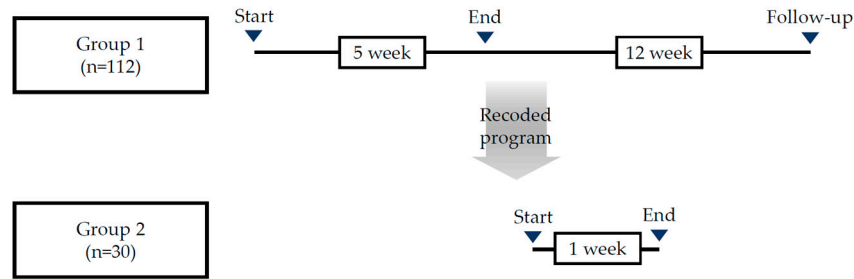 Start
End
Follow-up
Group 1
(n=112)
5 week
12 week
Recoded
program
Group 2
(n=30)
Start
End
1 week